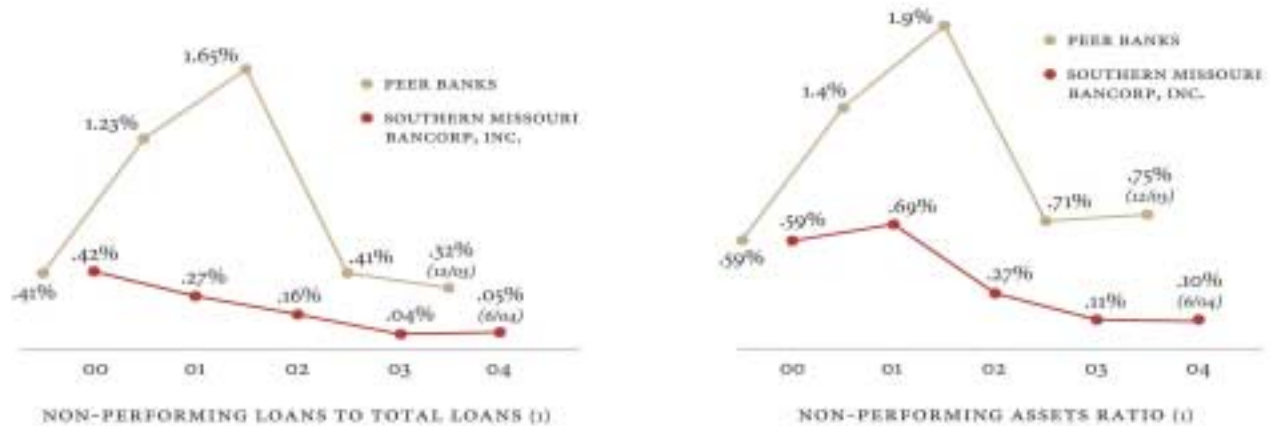 1.65%
1.23%
PEER BANKS
SOUTHERN MISSOURI
BANCORP, INC.
.41%
.42%
.27%
.16%
.41%
.04%
.32%
(12/03)
.05%
(6/04)
00 01 02 03 04
NON-PERFORMING LOANS TO TOTAL LOANS (1)
1.9%
1.4%
PEER BANKS
SOUTHERN MISSOURI
BANCORP, INC.
.59%
.59%
.69%
.27%
.71%
.11%
.75%
(12/03)
.10%
(6/04)
00 01 02 03 04
NON-PERFORMING ASSETS RATIO (1)